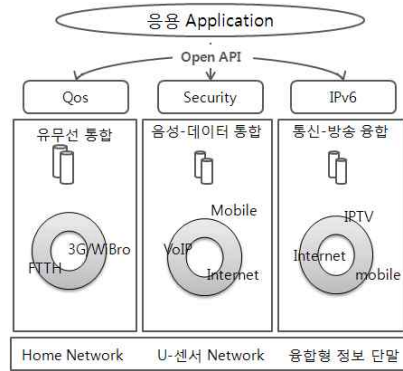 응용 Application
Open API
Qos Security IPv6
유무선 통합 음성-데이터 통합 통신-방송 융합
Mobile
IPTV
3G/WiBro VoIP Internet
FTTH Internet mobile
Home Network U-센서 Network 융합형 정보 단말